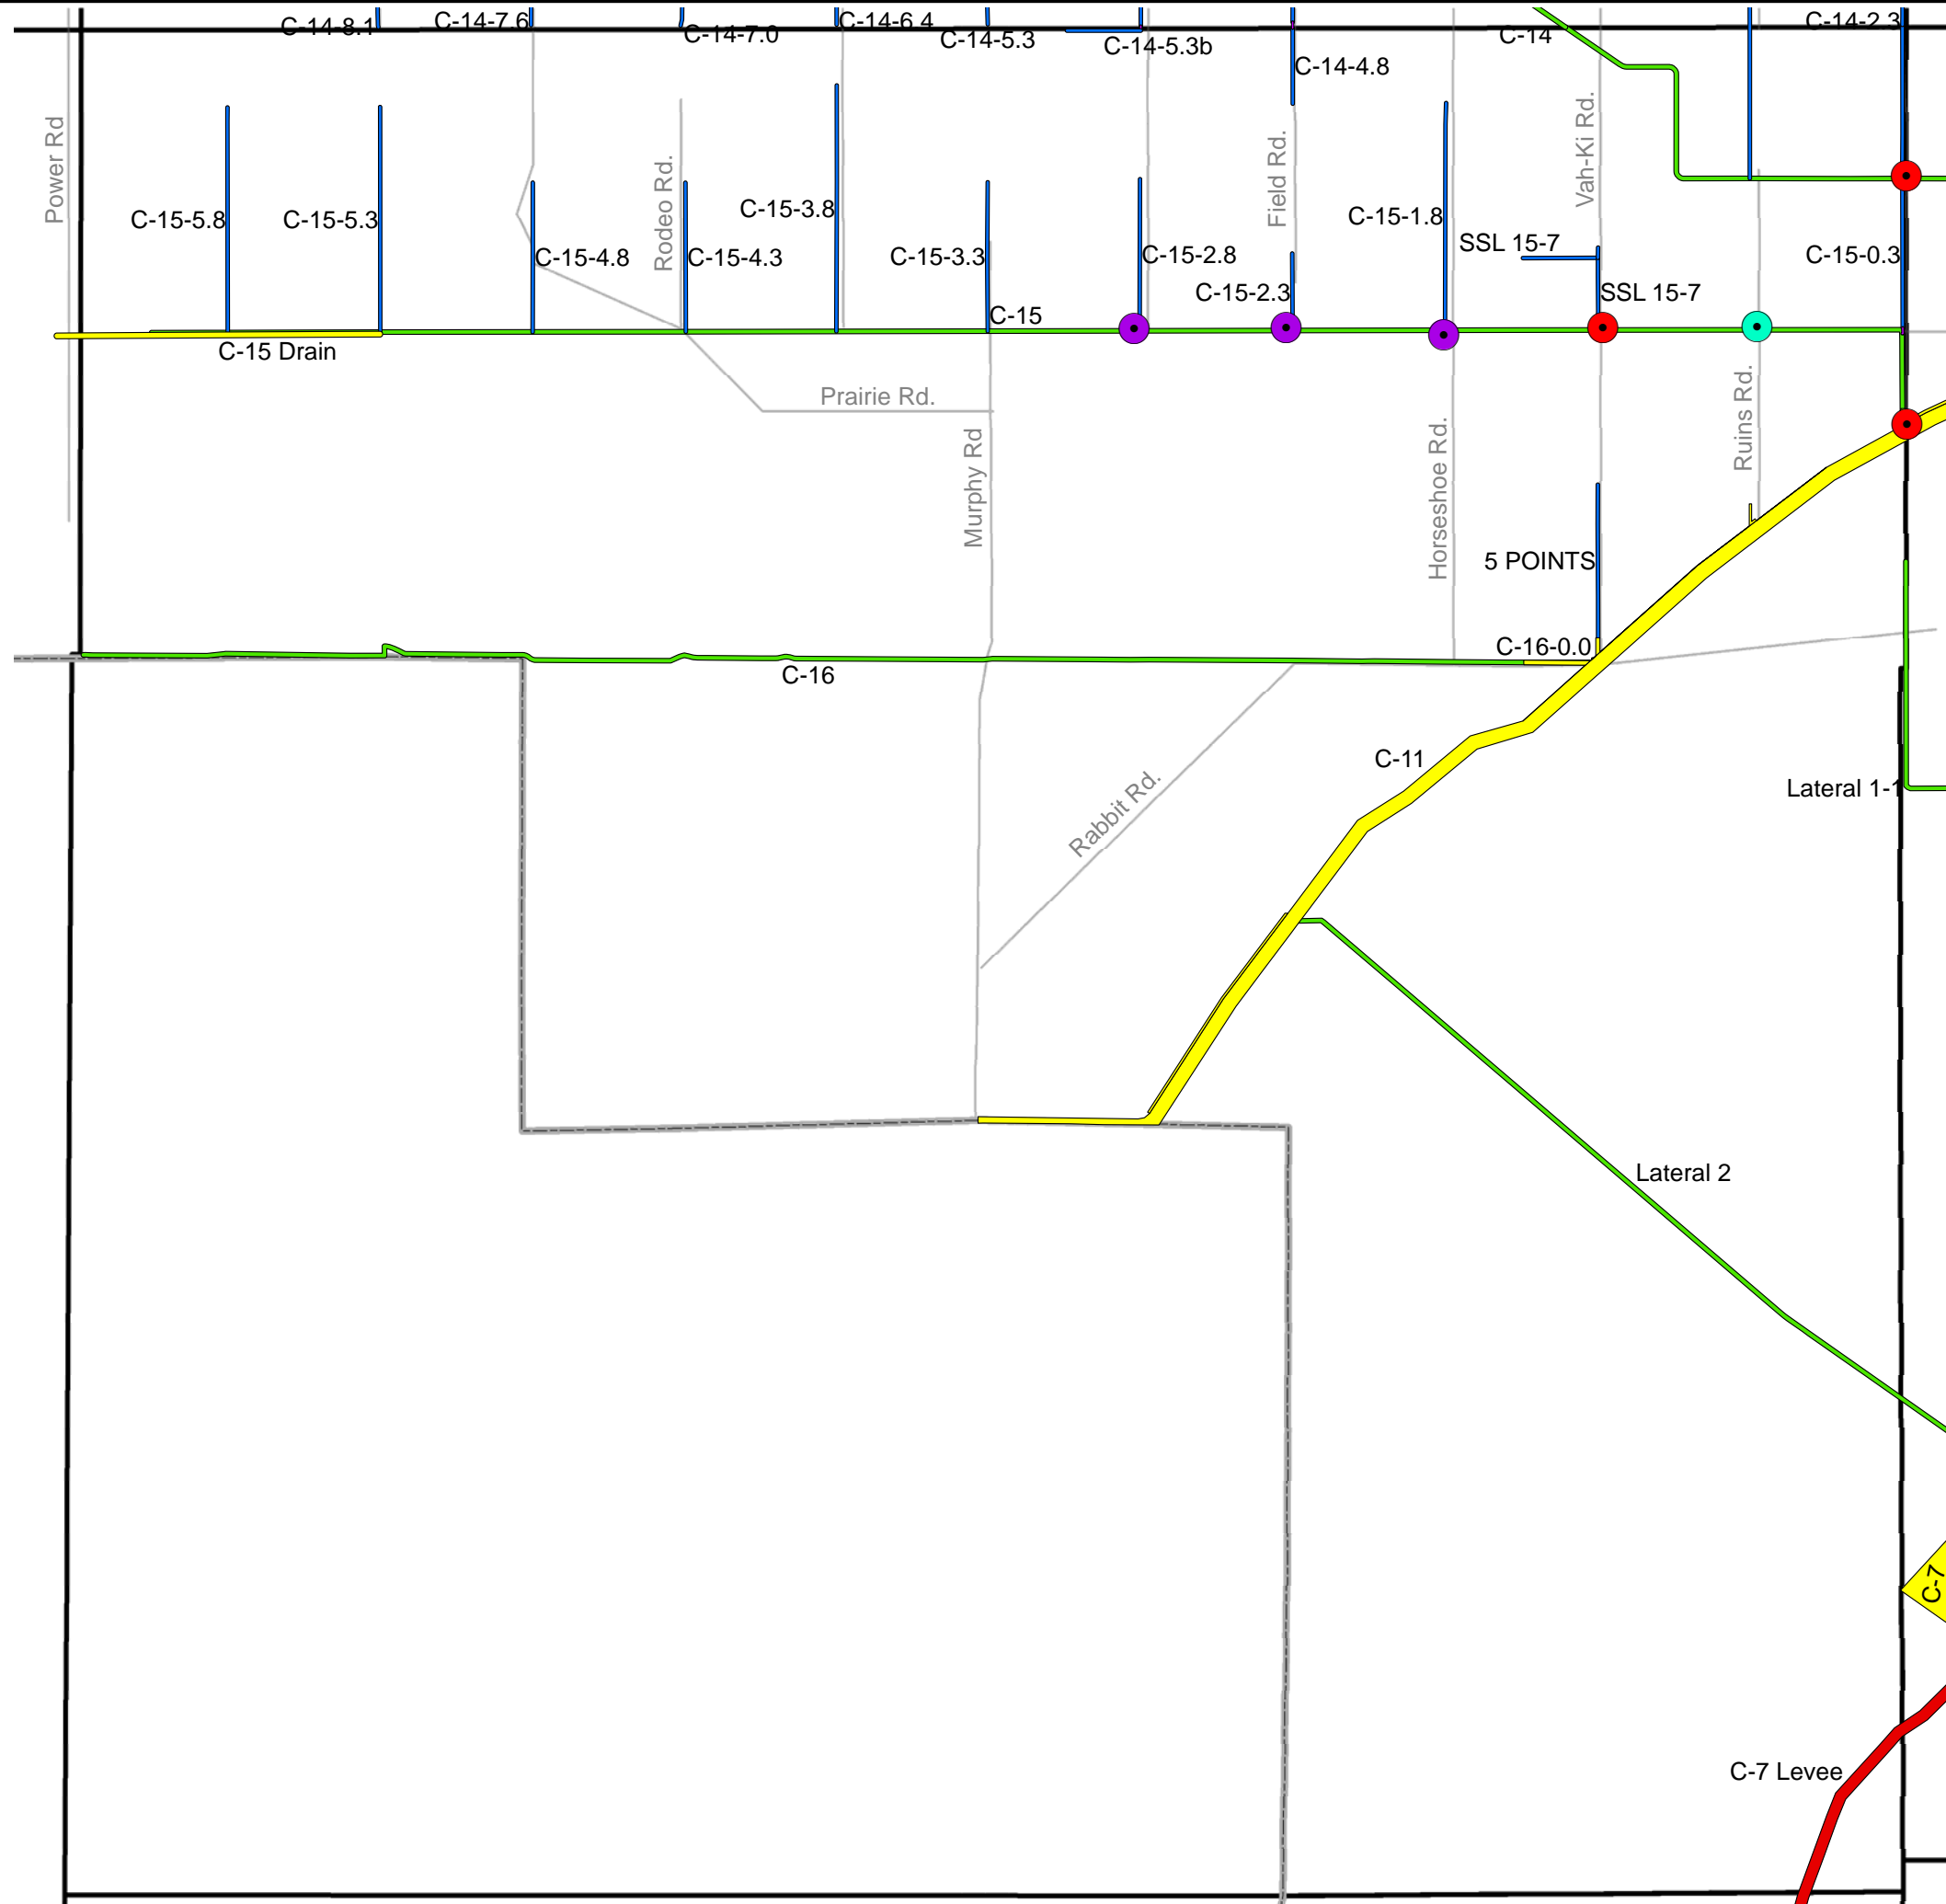 C-14-8.1
C-14-7.6
C-14-7.0
C-14-6.4
C-14-5.3
C-14-5.3b
C-14-4.8
C-14
C-14-2.3
Power Rd
Rodeo Rd.
Field Rd.
Vah-Ki Rd.
C-15-5.8
C-15-5.3
C-15-4.8
C-15-4.3
C-15-3.8
C-15-3.3
C-15-2.8
C-15-2.3
C-15-1.8
SSL 15-7
SSL 15-7
C-15-0.3
C-15
C-15 Drain
Prairie Rd.
Murphy Rd
Horseshoe Rd.
Ruins Rd.
5 POINTS
C-16-0.0
C-16
C-11
Rabbit Rd.
Lateral 1-1
Lateral 2
C-7
C-7 Levee